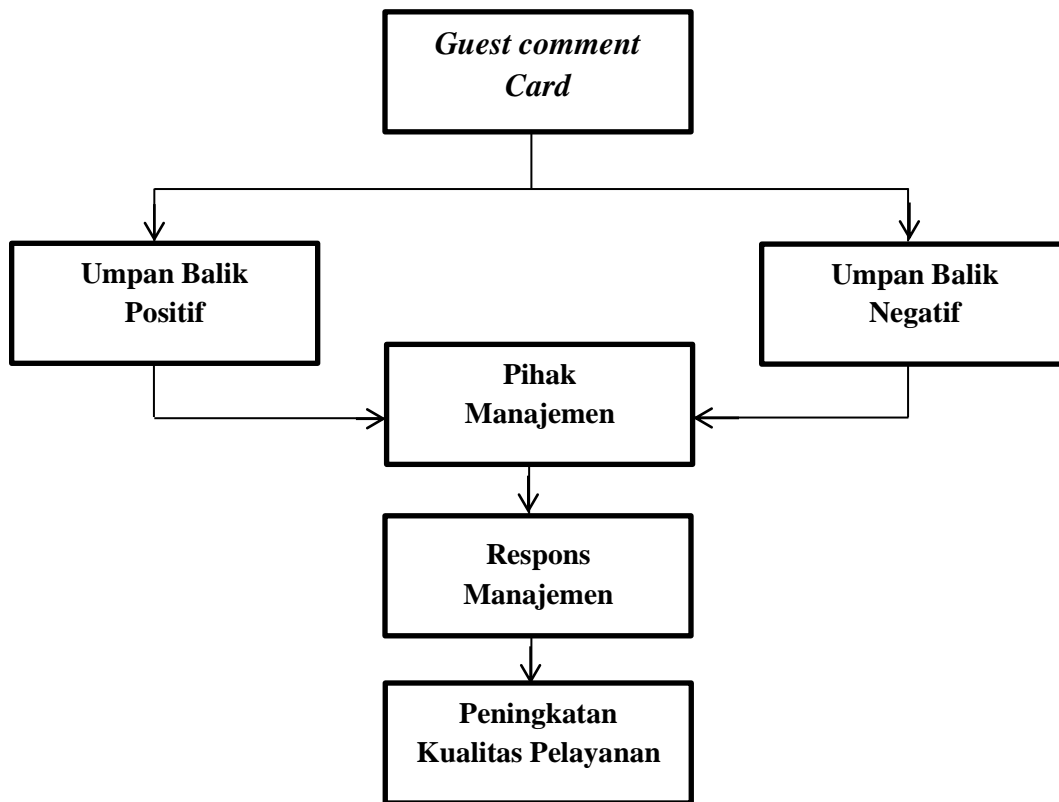 Guest comment
Card
Umpan Balik
Positif
Umpan Balik
Negatif
Pihak
Manajemen
Respons
Manajemen
Peningkatan
Kualitas Pelayanan